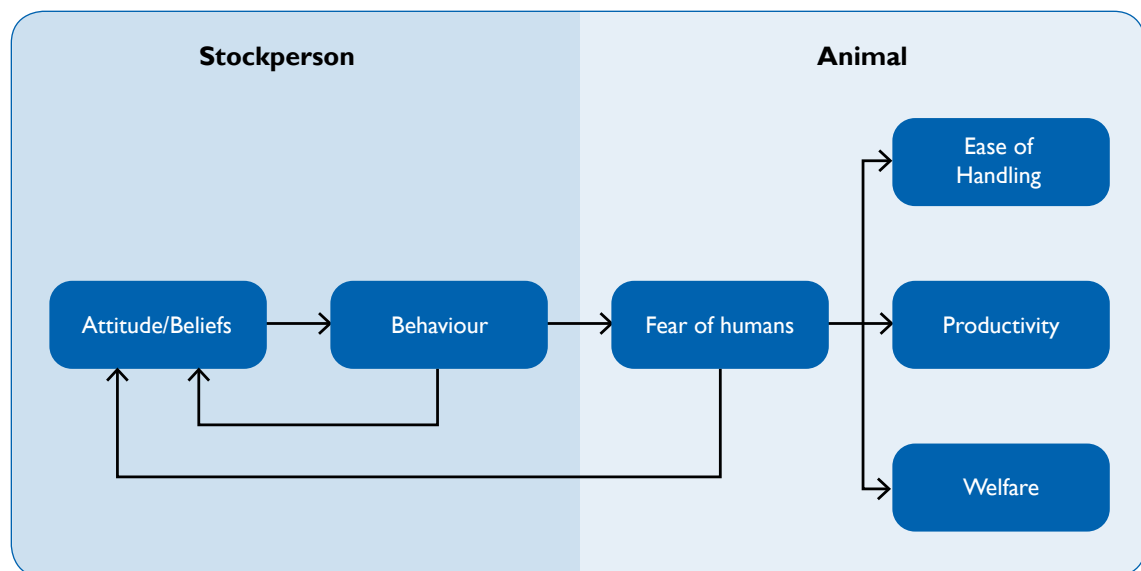 Stockperson
Animal
Ease of
Handling
Attitude/Beliefs
Behaviour
Fear of humans
Productivity
Welfare